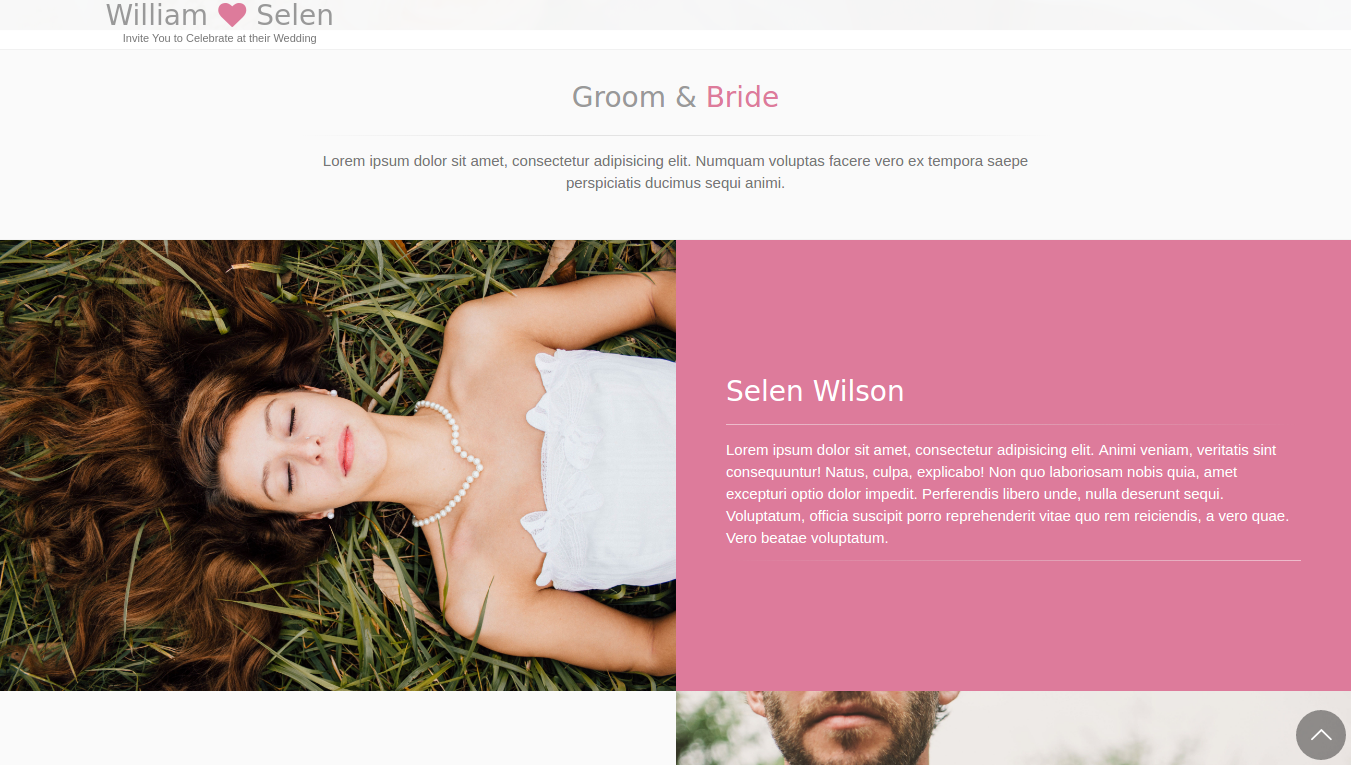 William Selen
Invite You to Celebrate at their Wedding
Groom & Bride
Lorem ipsum dolor sit amet, consectetur adipisicing elit. Numquam voluptas facere vero ex tempora saepe
perspiciatis ducimus sequi animi.
Selen Wilson
Lorem ipsum dolor sit amet, consectetur adipisicing elit. Animi veniam, veritatis sint
consequuntur! Natus, culpa, explicabo! Non quo laboriosam nobis quia, amet
excepturi optio dolor impedit. Perferendis libero unde, nulla deserunt sequi.
Voluptatum, officia suscipit porro reprehenderit vitae quo rem reiciendis, a vero quae.
Vero beatae voluptatum.